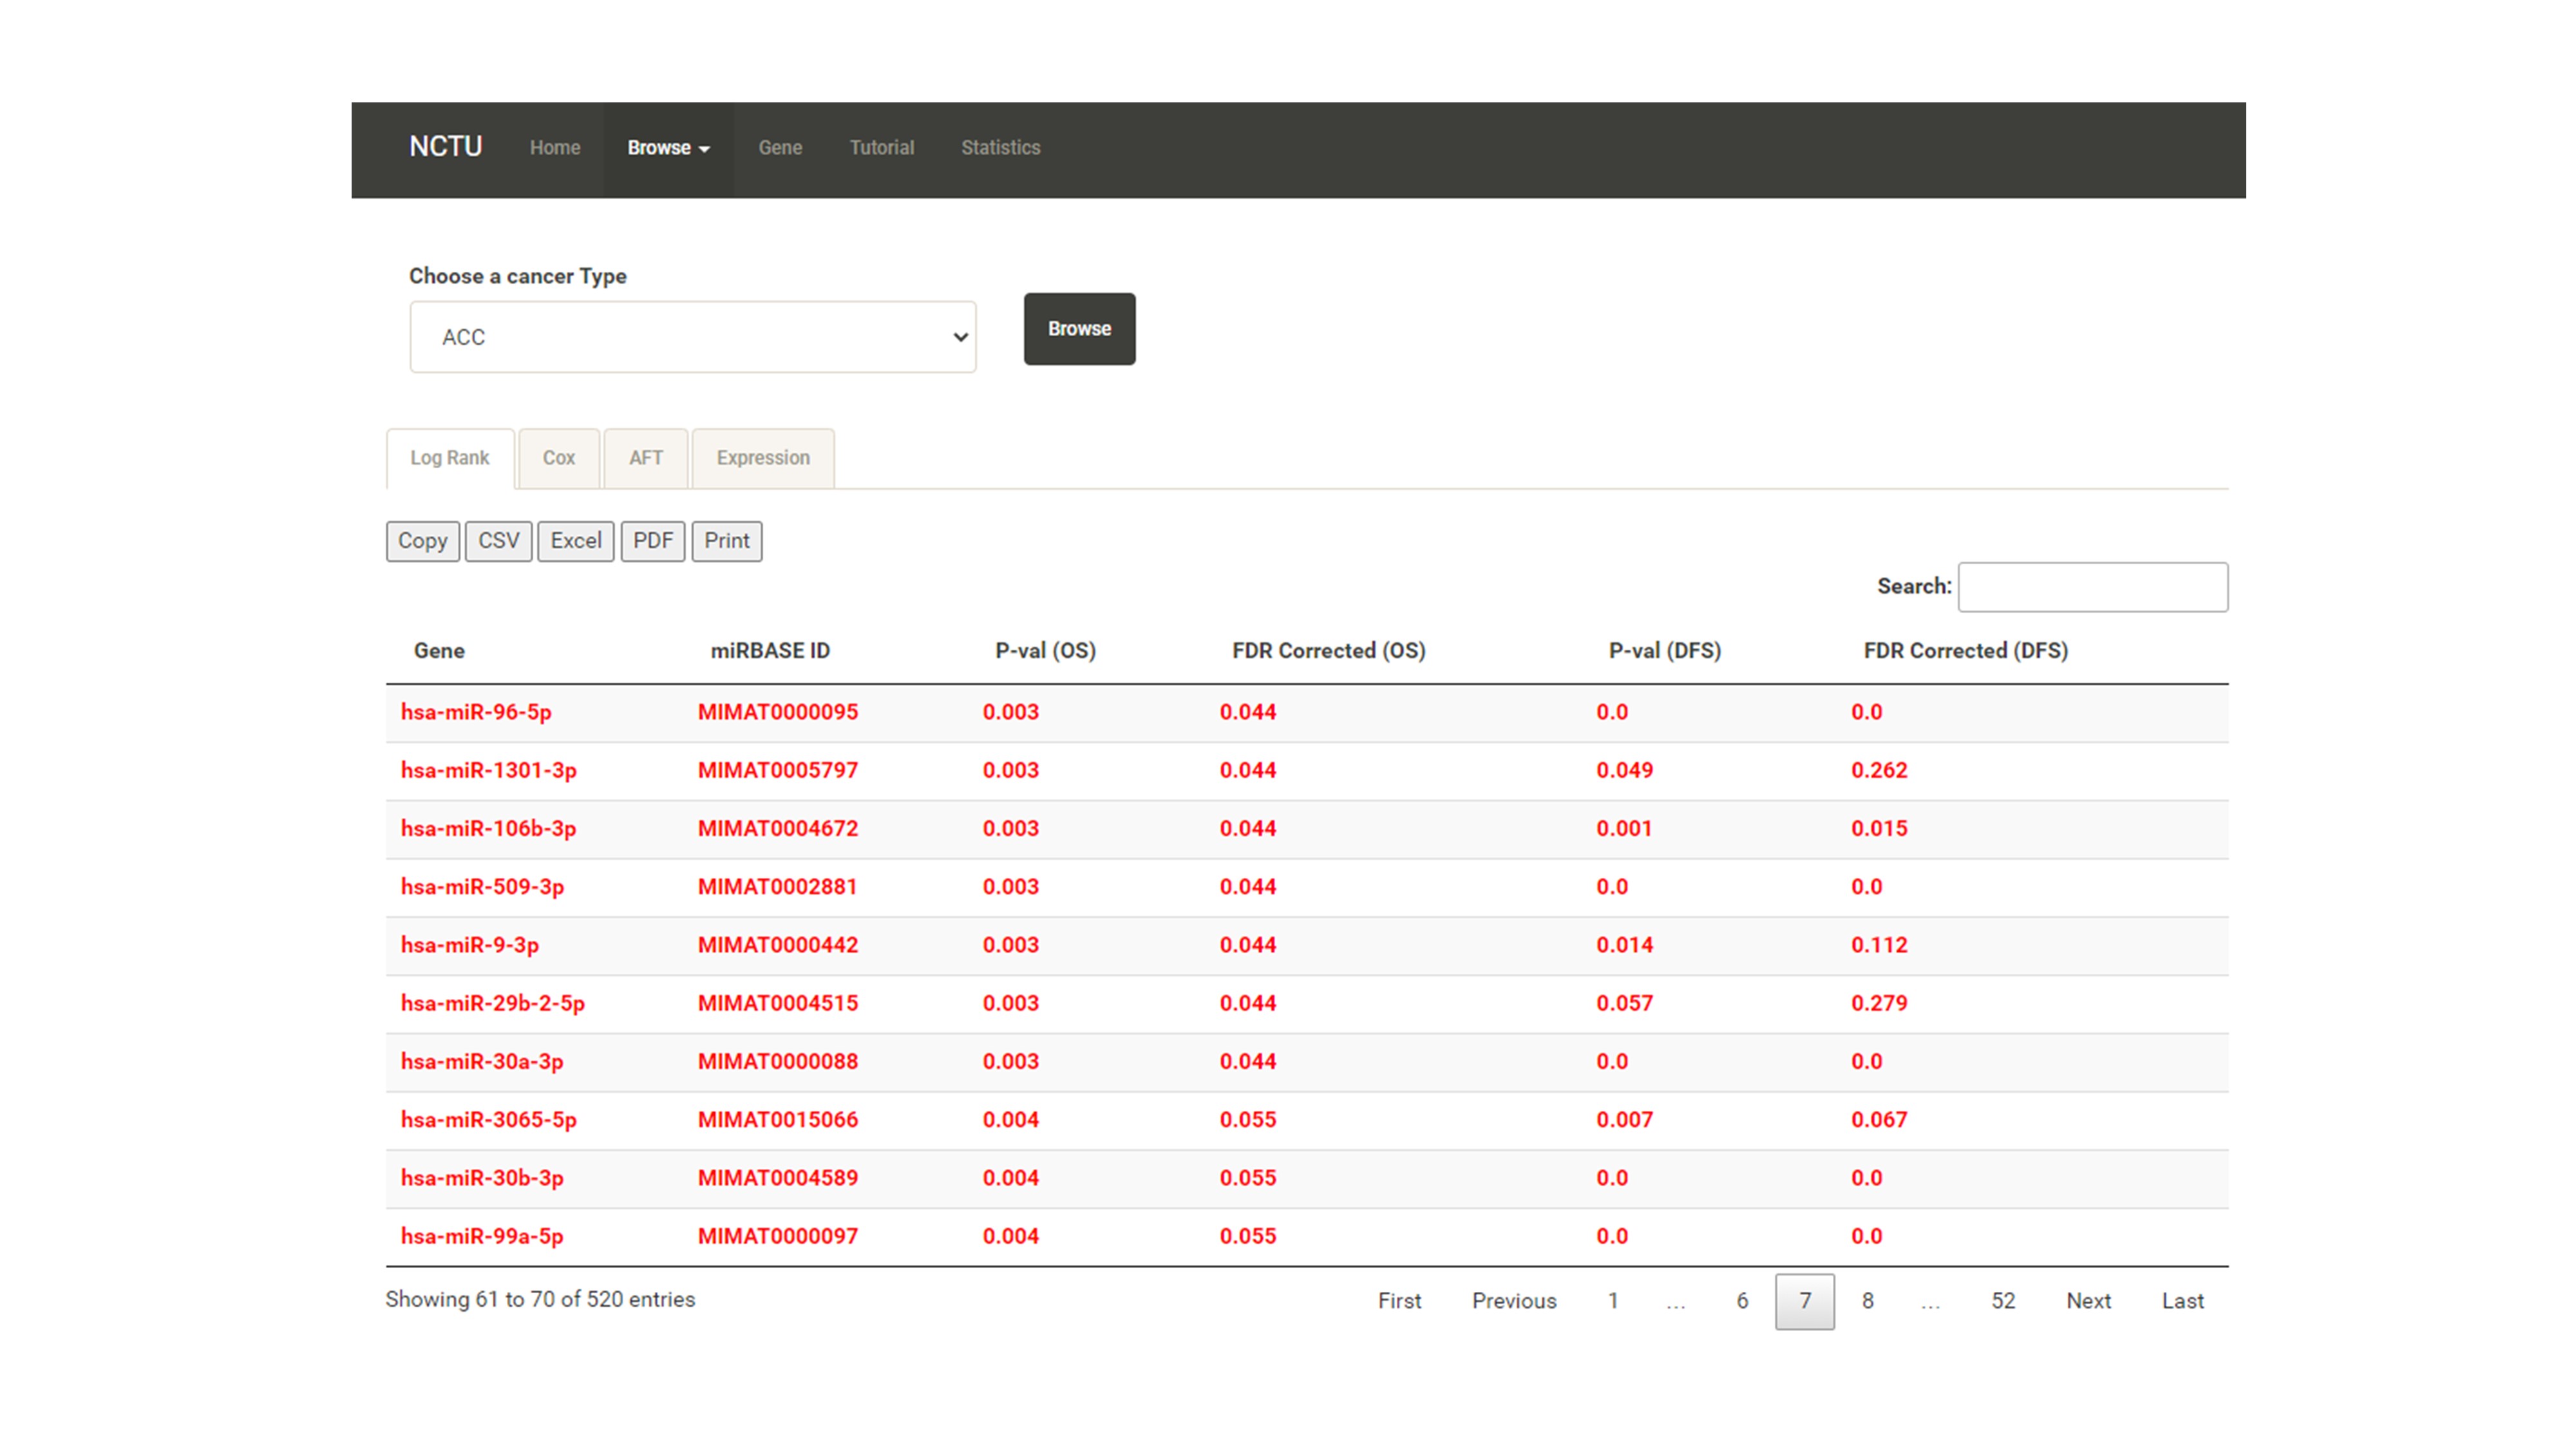 NCTU Home Browse Gene Tutorial Statistics
Choose a cancer Type
ACC
Browse
Log Rank Cox AFT Expression
Copy CSV Excel PDF Print
Search:
Gene miRBASE ID P-val (OS) FDR Corrected (OS) P-val (DFS) FDR Corrected (DFS)
hsa-miR-96-5p MIMAT0000095 0.003 0.044 0.0 0.0
hsa-miR-1301-3p MIMAT0005797 0.003 0.044 0.049 0.262
hsa-miR-106b-3p MIMAT0004672 0.003 0.044 0.001 0.015
hsa-miR-509-3p MIMAT0002881 0.003 0.044 0.0 0.0
hsa-miR-9-3p MIMAT0000442 0.003 0.044 0.014 0.112
hsa-miR-29b-2-5p MIMAT0004515 0.003 0.044 0.057 0.279
hsa-miR-30a-3p MIMAT0000088 0.003 0.044 0.0 0.0
hsa-miR-3065-5p MIMAT0015066 0.004 0.055 0.007 0.067
hsa-miR-30b-3p MIMAT0004589 0.004 0.055 0.0 0.0
hsa-miR-99a-5p MIMAT0000097 0.004 0.055 0.0 0.0
Showing 61 to 70 of 520 entries First Previous 1 … 6 7 8 … 52 Next Last